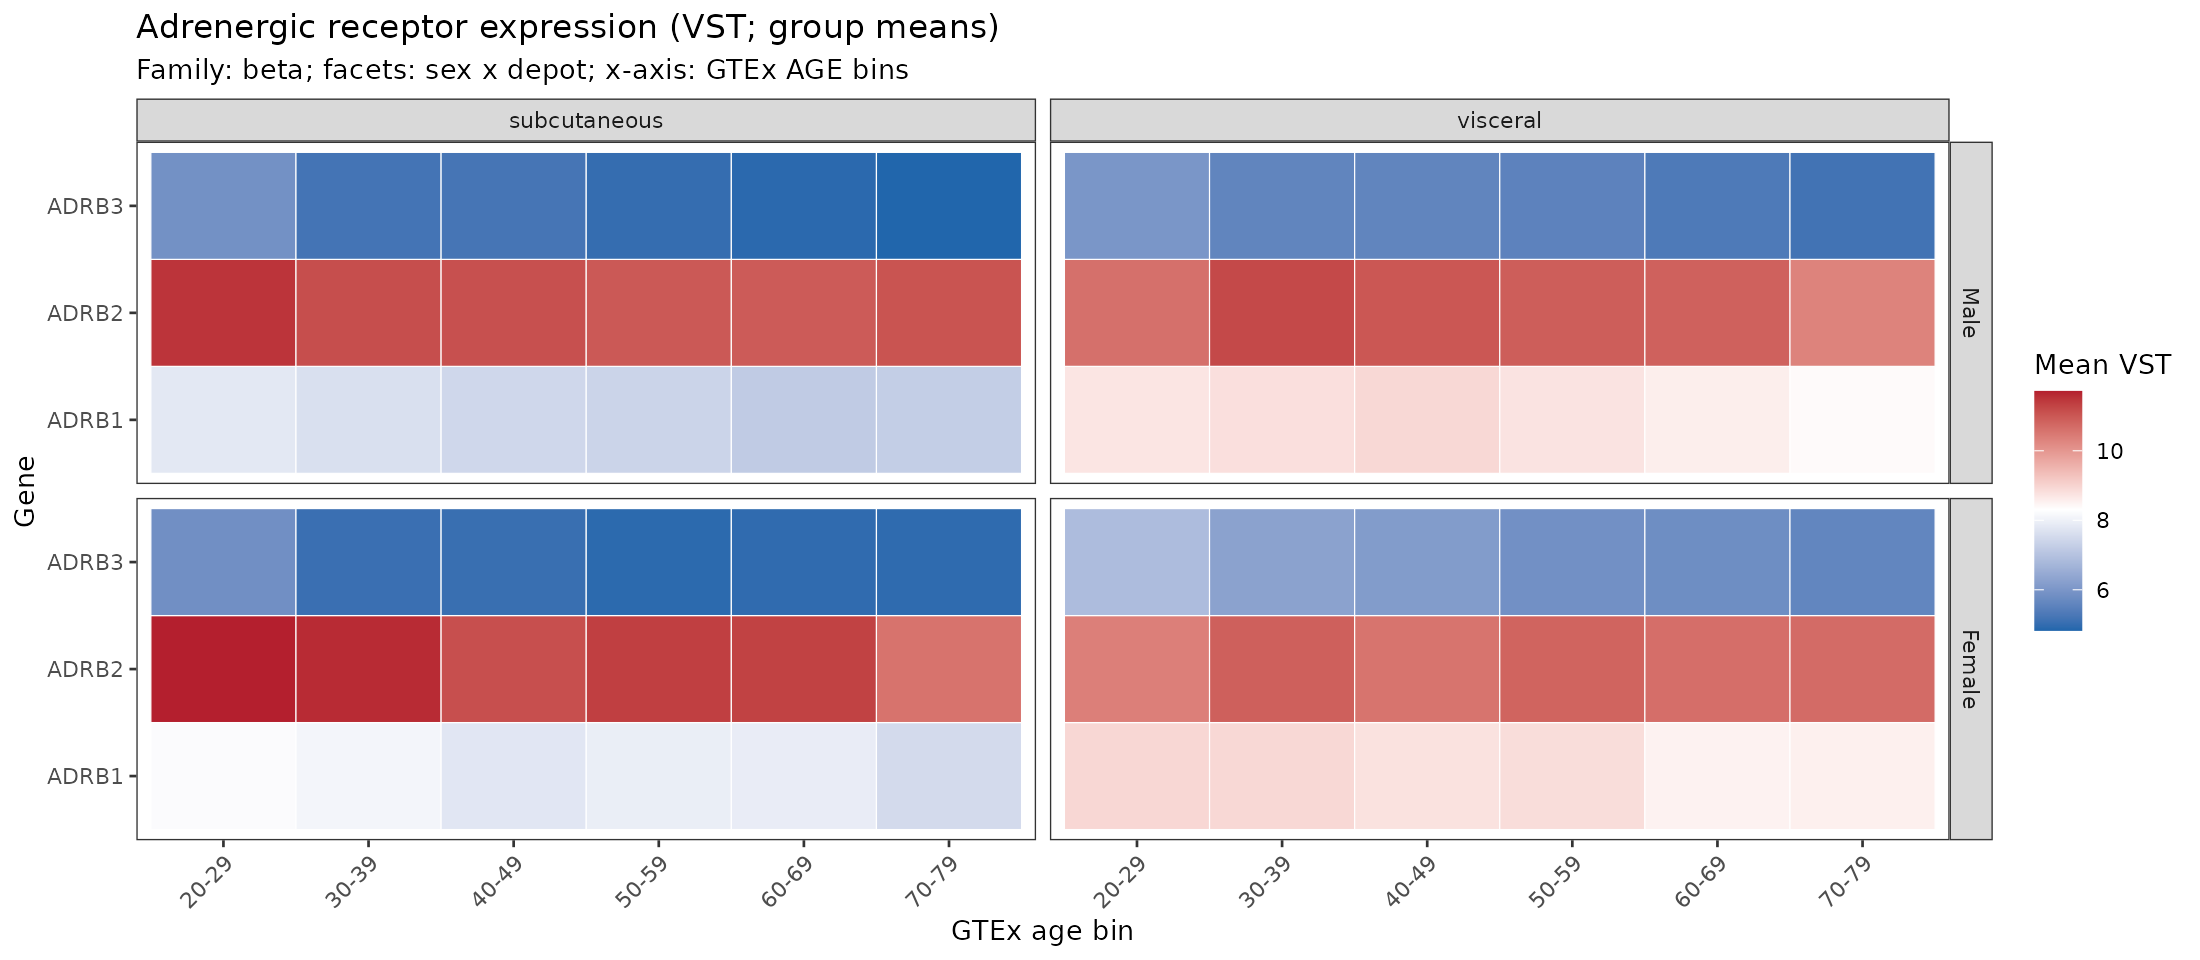 Adrenergic receptor expression (VST; group means)
Family: beta; facets: sex x depot; x-axis: GTEx AGE bins
subcutaneous
visceral
ADRB3
ADRB2
ADRB1
Male
ADRB3
ADRB2
ADRB1
Female
Gene
20-29
30-39
40-49
50-59
60-69
70-79
20-29
30-39
40-49
50-59
60-69
70-79
GTEx age bin
Mean VST
10
8
6